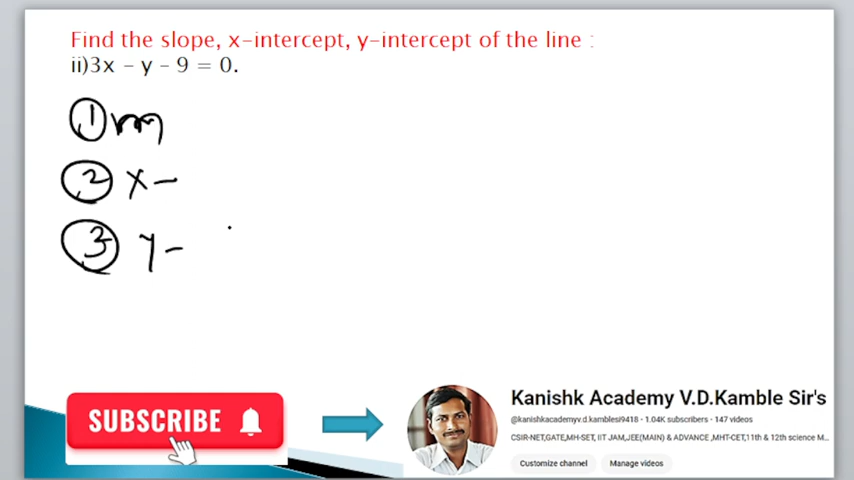 Find the slope, x-intercept, y-intercept of the line :
ii)3x - y - 9 = 0.
① m
② x-
③ y-
SUBSCRIBE
Kanishk Academy V.D.Kamble Sir's
@kanishkacademyv.d.kamblesi9418 · 1.04K subscribers · 147 videos
CSIR-NET,GATE,MH-SET, IIT JAM,JEE(MAIN) & ADVANCE ,MHT-CET,11th & 12th science M...
Customize channel Manage videos